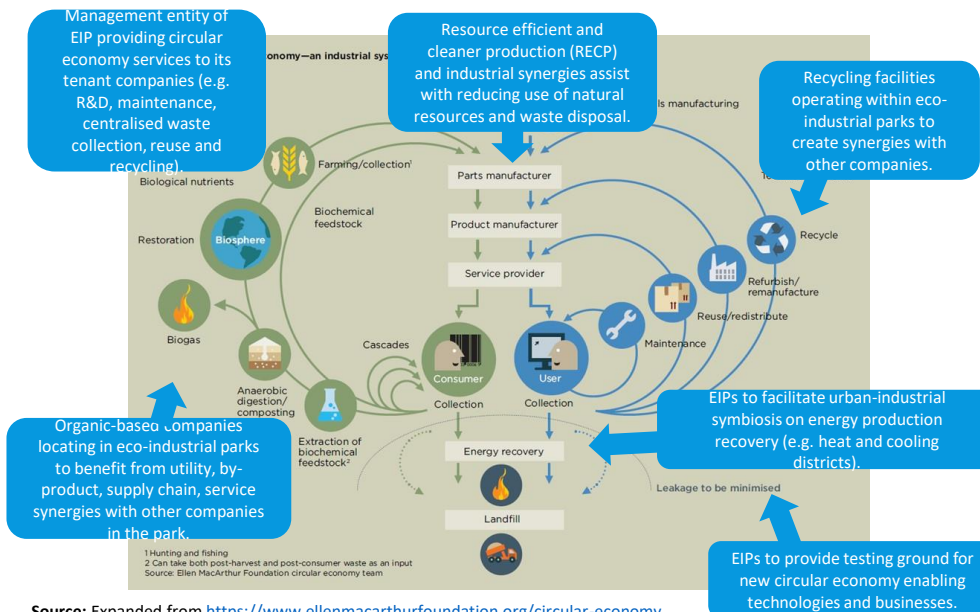 Management entity of
EIP providing circular
economy services to its
tenant companies (e.g.
R&D, maintenance,
centralised waste
collection, reuse and
recycling).
onomy—an industrial sys
Resource efficient and
cleaner production (RECP)
and industrial synergies assist
with reducing use of natural
resources and waste disposal.
ls manufacturing
Recycling facilities
operating within eco-
industrial parks to
create synergies with
other companies.
Farming/collection¹
Biological nutrients
Parts manufacturer
Biochemical
feedstock
Product manufacturer
Restoration
Biosphere
Recycle
Service provider
Refurbish/
remanufacture
Reuse/redistribute
Biogas
Cascades
Maintenance
Consumer
User
Anaerobic
digestion/
composting
Collection
Collection
EIPs to facilitate urban-industrial
symbiosis on energy production
recovery (e.g. heat and cooling
districts).
Organic-based companies
locating in eco-industrial parks
to benefit from utility, by-
product, supply chain, service
synergies with other companies
in the park.
Extraction of
biochemical
feedstock²
Energy recovery
Leakage to be minimised
Landfill
EIPs to provide testing ground for
new circular economy enabling
technologies and businesses.
1 Hunting and fishing
2 Can take both post-harvest and post-consumer waste as an input
Source: Ellen MacArthur Foundation circular economy team
Source: Expanded from https://www.ellenmacarthurfoundation.org/circular-economy